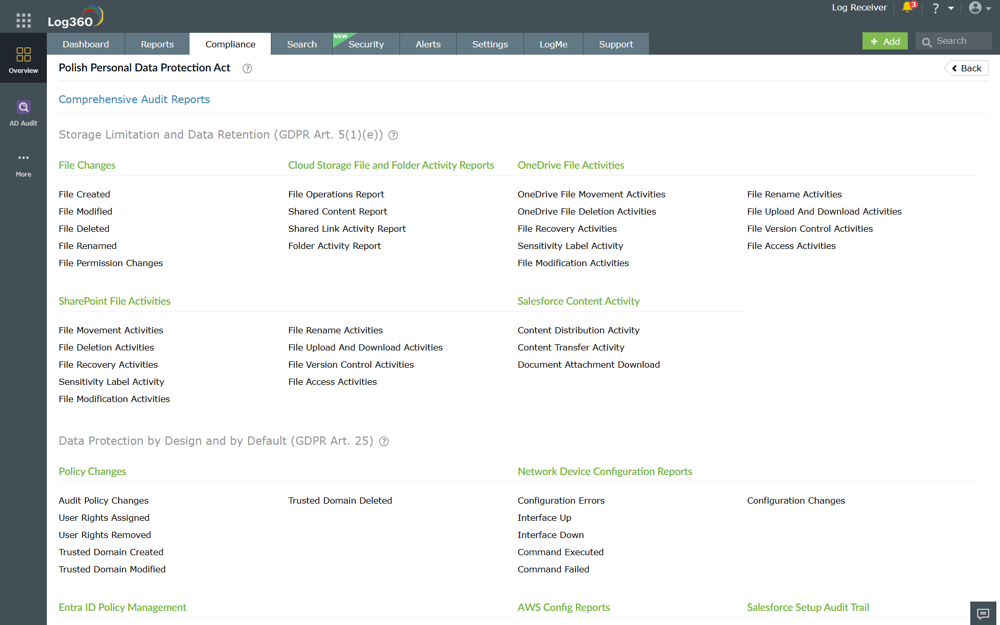 Log360
Log Receiver
3
?
Dashboard
Reports
Compliance
Search
NEW
Security
Alerts
Settings
LogMe
Support
+ Add
Search
Overview
AD Audit
More
Polish Personal Data Protection Act ?
Back
Comprehensive Audit Reports
Storage Limitation and Data Retention (GDPR Art. 5(1)(e)) ?
File Changes
File Created
File Modified
File Deleted
File Renamed
File Permission Changes
Cloud Storage File and Folder Activity Reports
File Operations Report
Shared Content Report
Shared Link Activity Report
Folder Activity Report
OneDrive File Activities
OneDrive File Movement Activities
OneDrive File Deletion Activities
File Recovery Activities
Sensitivity Label Activity
File Modification Activities
File Rename Activities
File Upload And Download Activities
File Version Control Activities
File Access Activities
SharePoint File Activities
File Movement Activities
File Deletion Activities
File Recovery Activities
Sensitivity Label Activity
File Modification Activities
File Rename Activities
File Upload And Download Activities
File Version Control Activities
File Access Activities
Salesforce Content Activity
Content Distribution Activity
Content Transfer Activity
Document Attachment Download
Data Protection by Design and by Default (GDPR Art. 25) ?
Policy Changes
Audit Policy Changes
User Rights Assigned
User Rights Removed
Trusted Domain Created
Trusted Domain Modified
Trusted Domain Deleted
Network Device Configuration Reports
Configuration Errors
Interface Up
Interface Down
Command Executed
Command Failed
Configuration Changes
Entra ID Policy Management
AWS Config Reports
Salesforce Setup Audit Trail